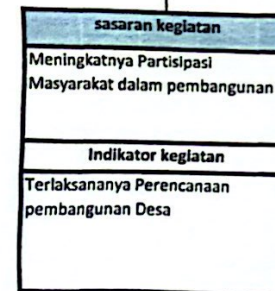 sasaran kegiatan
Meningkatnya Partisipasi
Masyarakat dalam pembangunan
Indikator kegiatan
Terlaksananya Perencanaan
pembangunan Desa